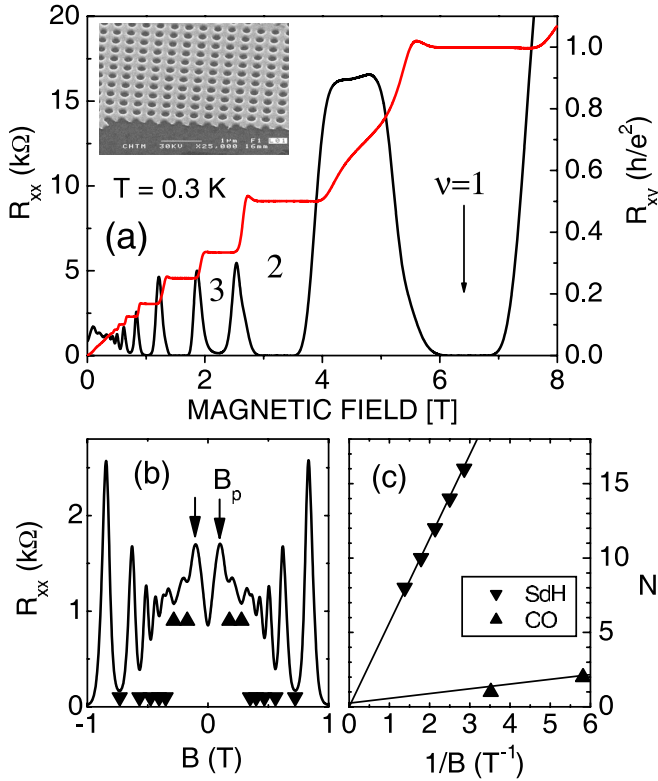 20
15
10
5
0
R_xx (kΩ)
CHTM 30KV X25,000 16mm
1μm F1
T = 0.3 K
(a)
3
2
ν=1
1.0
0.8
0.6
0.4
0.2
0.0
R_xy (h/e²)
0 2 4 6 8
MAGNETIC FIELD [T]
(b)
B_p
2
1
0
R_xx (kΩ)
-1 0 1
B (T)
(c)
SdH
CO
15
10
5
0
N
0 1 2 3 4 5 6
1/B (T⁻¹)